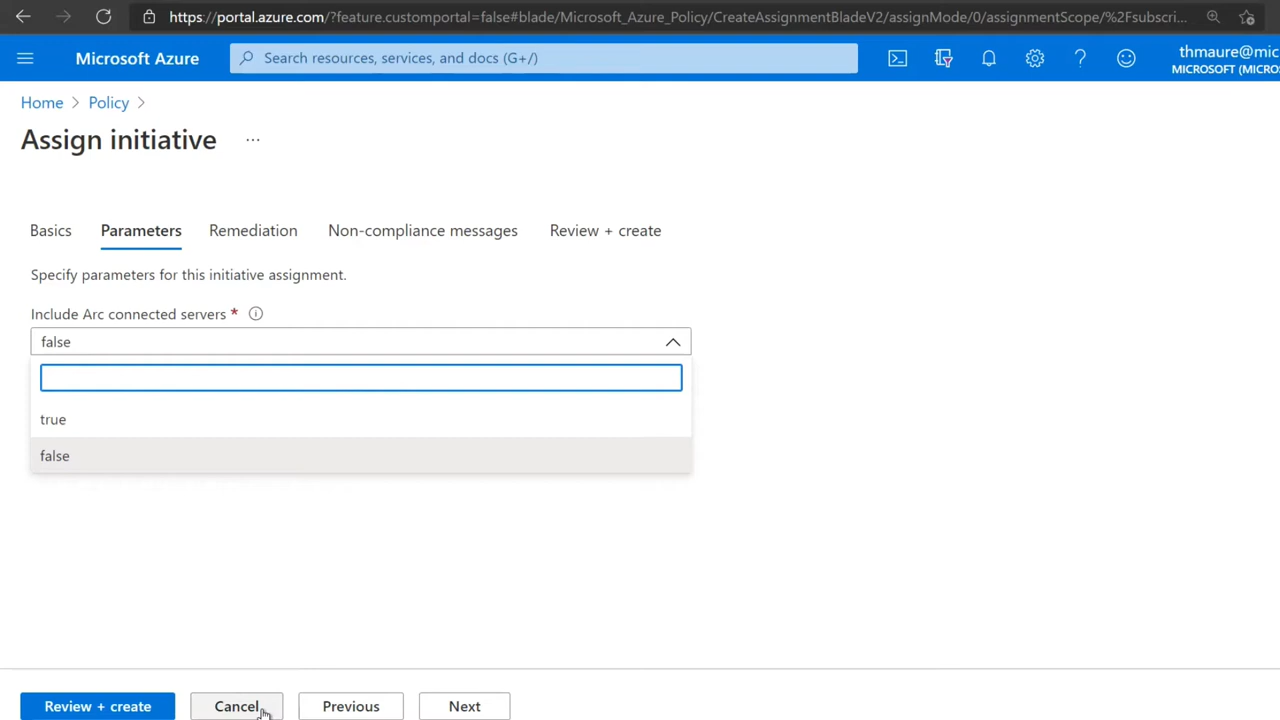 https://portal.azure.com/?feature.customportal=false#blade/Microsoft_Azure_Policy/CreateAssignmentBladeV2/assignMode/0/assignmentScope/%2Fsubscri...
Microsoft Azure
Search resources, services, and docs (G+/)
thmaure@mic
MICROSOFT (MICROS
Home > Policy >
Assign initiative ...
Basics Parameters Remediation Non-compliance messages Review + create
Specify parameters for this initiative assignment.
Include Arc connected servers *
false
true
false
Review + create Cancel Previous Next